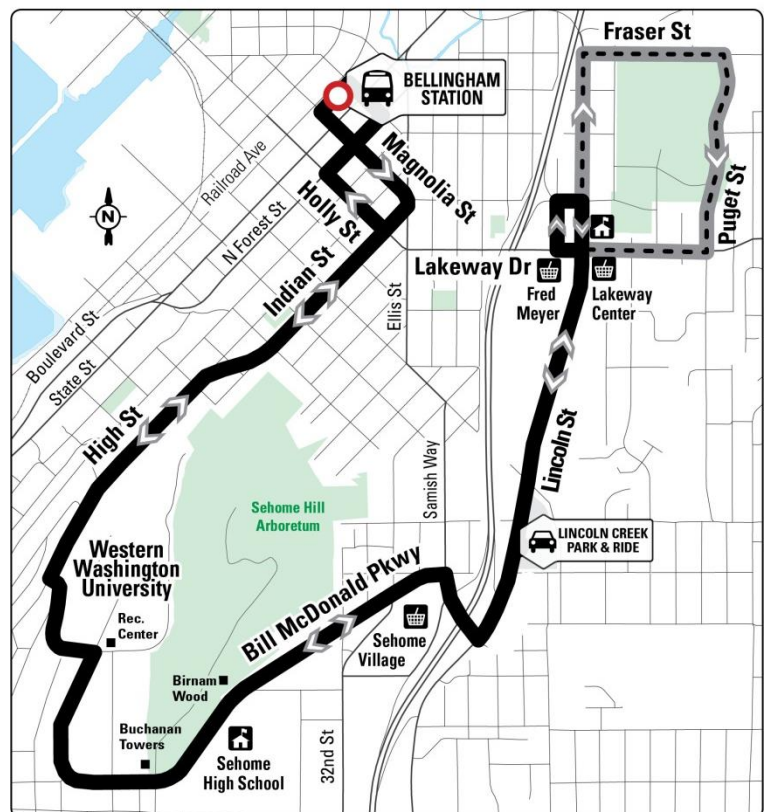 Fraser St
BELLINGHAM
STATION
Railroad Ave
Magnolia St
Holly St
Puget St
N
N Forest St
Indian St
Lakeway Dr
Fred
Meyer
Lakeway
Center
Ellis St
Boulevard St
State St
High St
Lincoln St
Samish Way
Sehome Hill
Arboretum
LINCOLN CREEK
PARK & RIDE
Western
Washington
University
Bill McDonald Pkwy
Rec.
Center
Sehome
Village
Birnam
Wood
Buchanan
Towers
Sehome
High School
32nd St